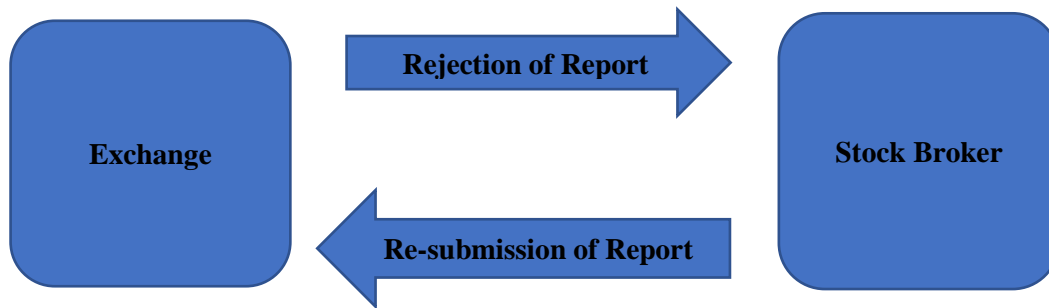 Rejection of Report
Exchange
Stock Broker
Re-submission of Report